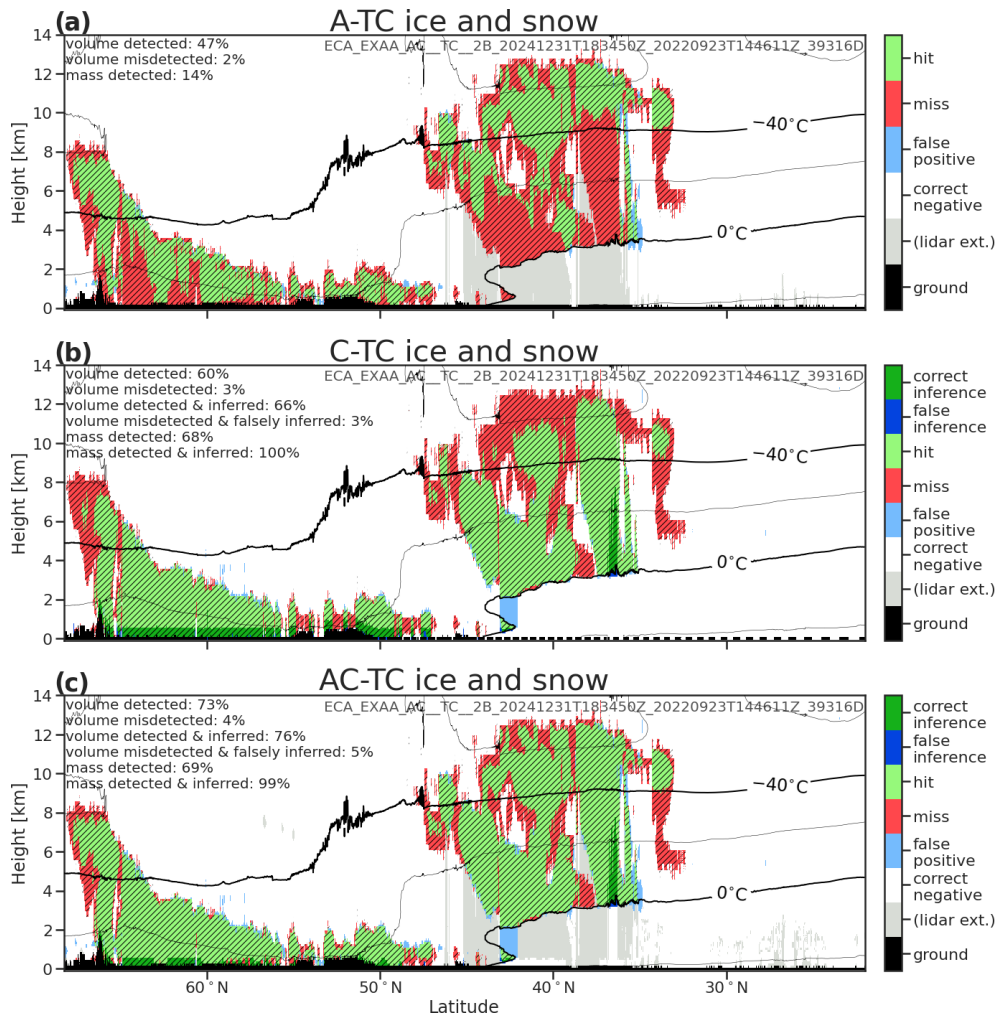 (a)
A-TC ice and snow
14
12
10
8
6
4
2
0
Height [km]
volume detected: 47%
volume misdetected: 2%
mass detected: 14%
ECA_EXAA_AC__TC__2B_20241231T183450Z_20220923T144611Z_39316D
−40°C
0°C
hit
miss
false
positive
correct
negative
(lidar ext.)
ground
(b)
C-TC ice and snow
14
12
10
8
6
4
2
0
Height [km]
volume detected: 60%
volume misdetected: 3%
volume detected & inferred: 66%
volume misdetected & falsely inferred: 3%
mass detected: 68%
mass detected & inferred: 100%
ECA_EXAA_AC__TC__2B_20241231T183450Z_20220923T144611Z_39316D
−40°C
0°C
correct
inference
false
inference
hit
miss
false
positive
correct
negative
(lidar ext.)
ground
(c)
AC-TC ice and snow
14
12
10
8
6
4
2
0
Height [km]
volume detected: 73%
volume misdetected: 4%
volume detected & inferred: 76%
volume misdetected & falsely inferred: 5%
mass detected: 69%
mass detected & inferred: 99%
ECA_EXAA_AC__TC__2B_20241231T183450Z_20220923T144611Z_39316D
−40°C
0°C
correct
inference
false
inference
hit
miss
false
positive
correct
negative
(lidar ext.)
ground
60°N
50°N
40°N
30°N
Latitude